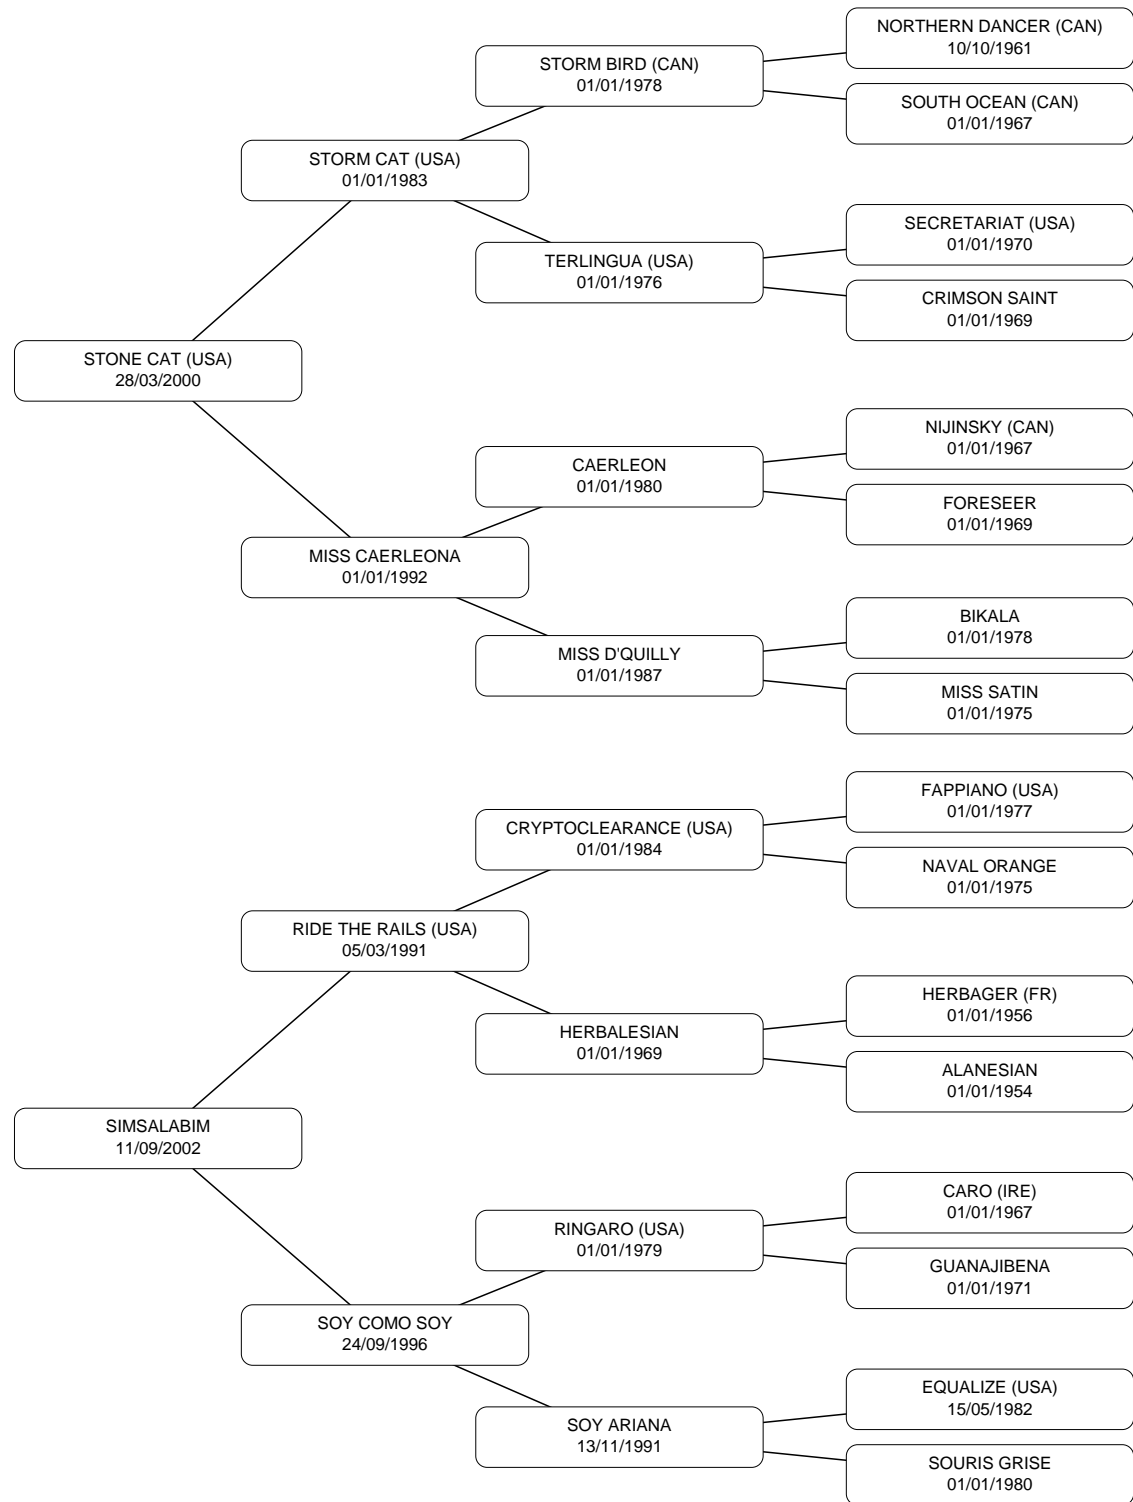 NORTHERN DANCER (CAN)
10/10/1961
STORM BIRD (CAN)
01/01/1978
SOUTH OCEAN (CAN)
01/01/1967
STORM CAT (USA)
01/01/1983
SECRETARIAT (USA)
01/01/1970
TERLINGUA (USA)
01/01/1976
CRIMSON SAINT
01/01/1969
STONE CAT (USA)
28/03/2000
NIJINSKY (CAN)
01/01/1967
CAERLEON
01/01/1980
FORESEER
01/01/1969
MISS CAERLEONA
01/01/1992
BIKALA
01/01/1978
MISS D'QUILLY
01/01/1987
MISS SATIN
01/01/1975
FAPPIANO (USA)
01/01/1977
CRYPTOCLEARANCE (USA)
01/01/1984
NAVAL ORANGE
01/01/1975
RIDE THE RAILS (USA)
05/03/1991
HERBAGER (FR)
01/01/1956
HERBALESIAN
01/01/1969
ALANESIAN
01/01/1954
SIMSALABIM
11/09/2002
CARO (IRE)
01/01/1967
RINGARO (USA)
01/01/1979
GUANAJIBENA
01/01/1971
SOY COMO SOY
24/09/1996
EQUALIZE (USA)
15/05/1982
SOY ARIANA
13/11/1991
SOURIS GRISE
01/01/1980